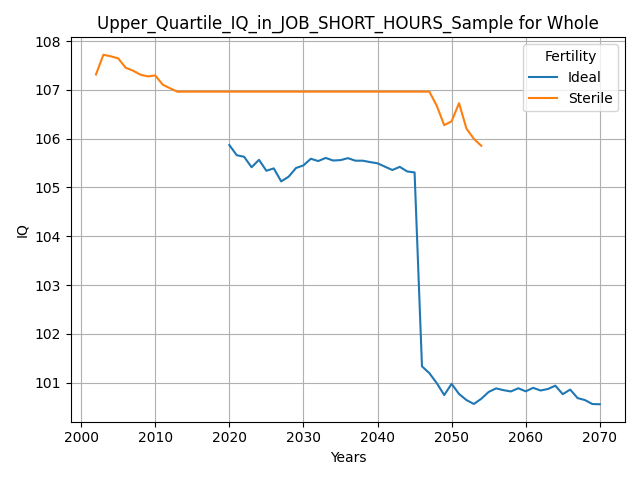 Upper_Quartile_IQ_in_JOB_SHORT_HOURS_Sample for Whole
108
107
106
105
104
103
102
101
IQ
Fertility
Ideal
Sterile
2000 2010 2020 2030 2040 2050 2060 2070
Years